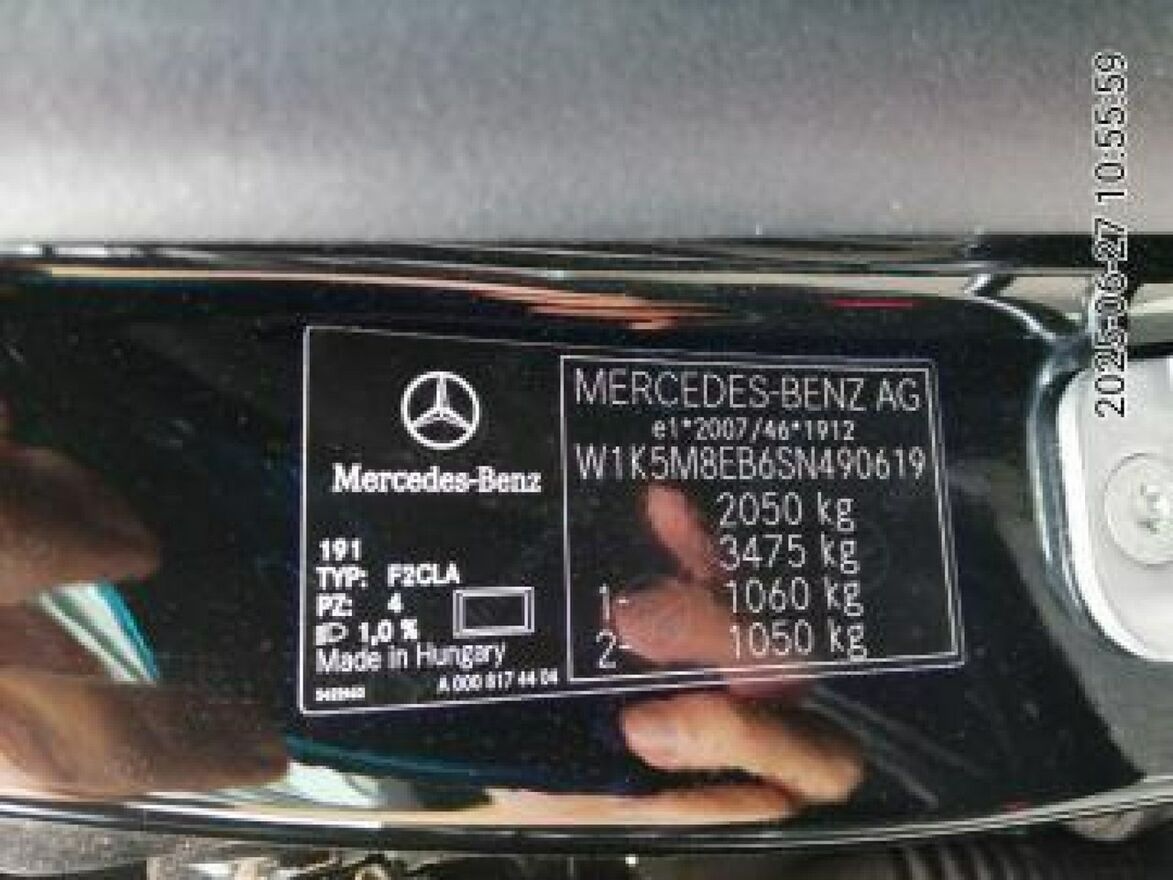 Mercedes-Benz
191
TYP: F2CLA
PZ: 4
1,0 %
Made in Hungary
A 000 817 44 04
MERCEDES-BENZ AG
e1*2007/46*1912
W1K5M8EB6SN490619
2050 kg
3475 kg
1- 1060 kg
2- 1050 kg
2025-06-27 10:55:59